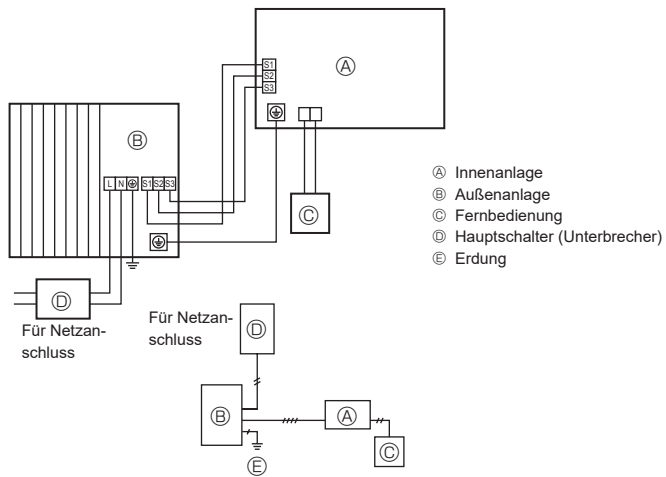 S1
S2
S3
Ⓐ
Ⓑ
L N S1 S2 S3
Ⓒ
Ⓐ Innenanlage
Ⓑ Außenanlage
Ⓒ Fernbedienung
Ⓓ Hauptschalter (Unterbrecher)
Ⓔ Erdung
Ⓓ
Für Netzan-
schluss
Für Netzan-
schluss
Ⓓ
Ⓑ
Ⓐ
Ⓒ
Ⓔ